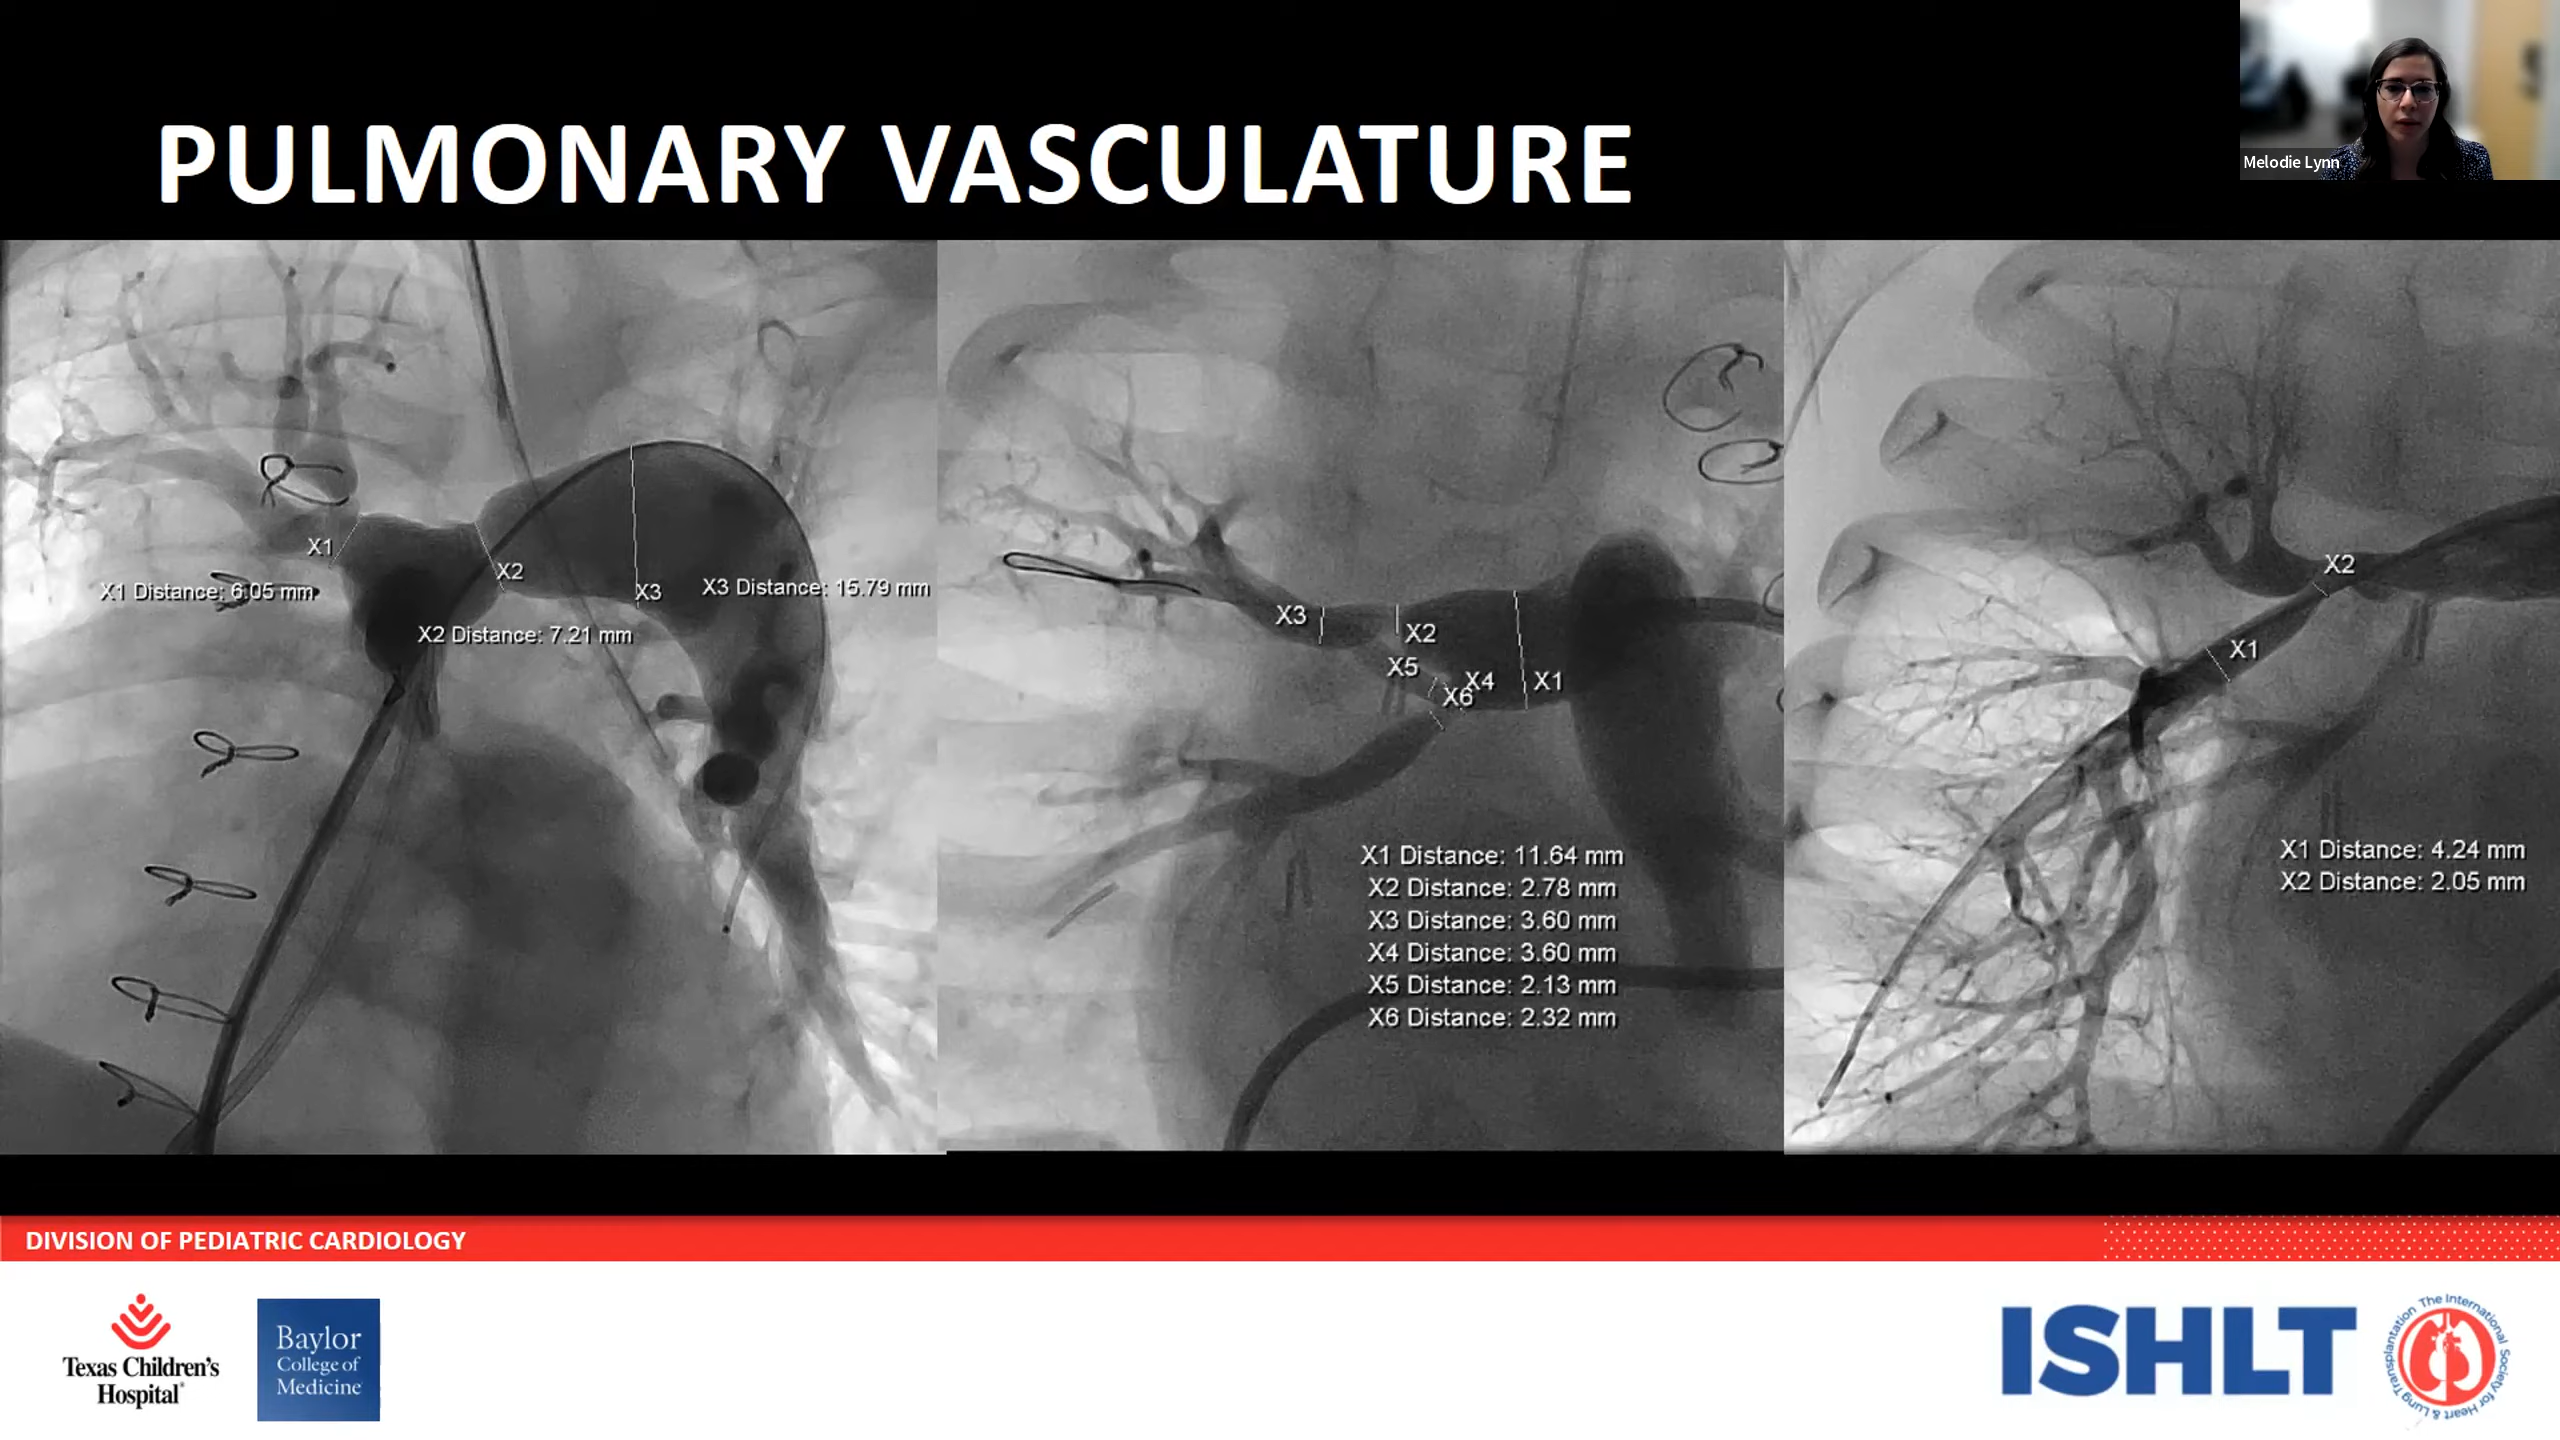 PULMONARY VASCULATURE
Melodie Lynn
X1
X1 Distance: 6.05 mm
X2
X2 Distance: 7.21 mm
X3
X3 Distance: 15.79 mm
X3
X2
X5
X4
X6
X1
X1 Distance: 11.64 mm
X2 Distance: 2.78 mm
X3 Distance: 3.60 mm
X4 Distance: 3.60 mm
X5 Distance: 2.13 mm
X6 Distance: 2.32 mm
X2
X1
X1 Distance: 4.24 mm
X2 Distance: 2.05 mm
DIVISION OF PEDIATRIC CARDIOLOGY
Texas Children's
Hospital
Baylor
College of
Medicine
ISHLT
The International Society for Heart & Lung Transplantation